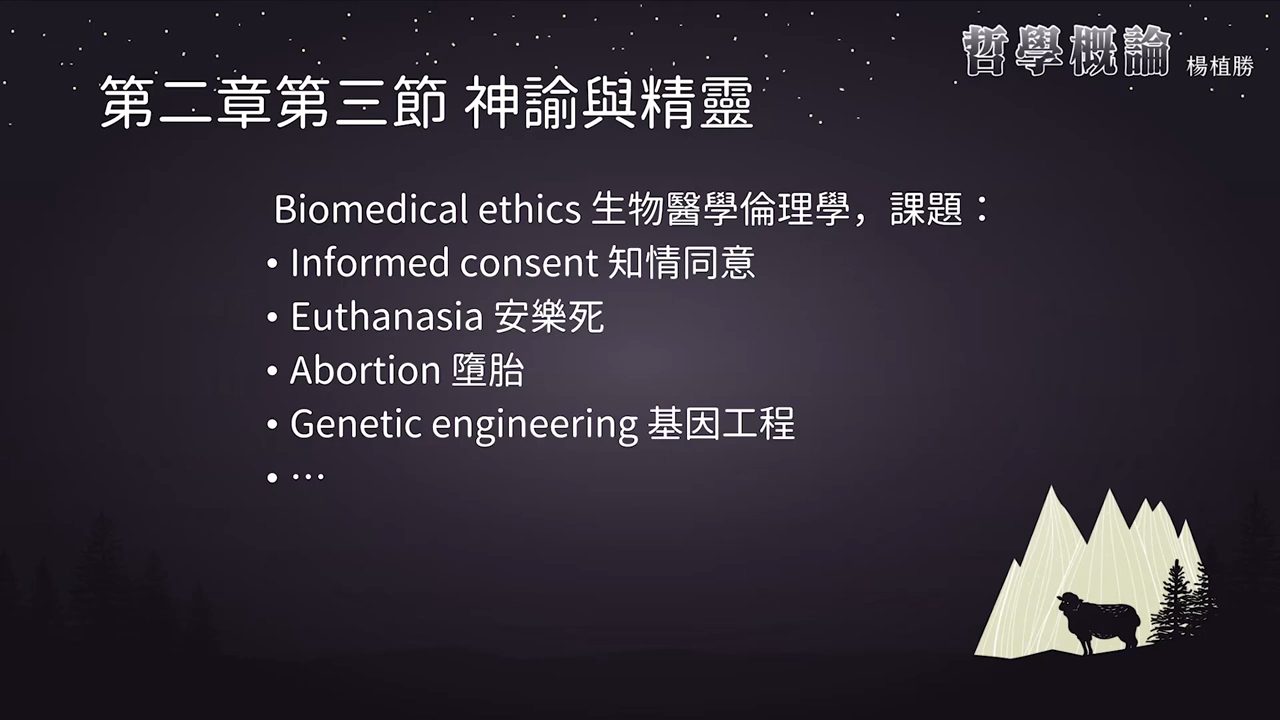 哲學概論 楊植勝
第二章第三節 神諭與精靈
Biomedical ethics 生物醫學倫理學，課題：
• Informed consent 知情同意
• Euthanasia 安樂死
• Abortion 墮胎
• Genetic engineering 基因工程
• …